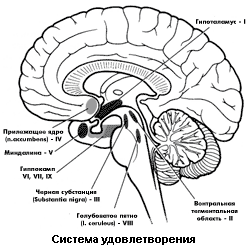 Гипоталамус - I
Прилежащее ядро
(n.accumbens) - IV
Миндалина - V
Гиппокамп
VI, VII, IX
Черная субстанция
(Substantia nigra) - III
Голубоватое пятно
(l. ceruleus) - VIII
Вонтральная
тегментальная
область - II
Система удовлетворения